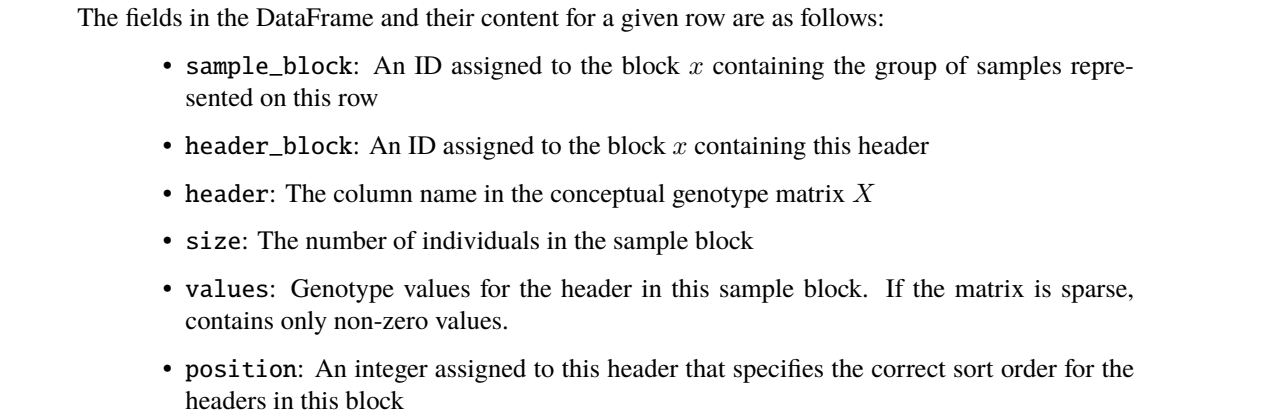 The fields in the DataFrame and their content for a given row are as follows:
• sample_block: An ID assigned to the block x containing the group of samples repre-
sented on this row
• header_block: An ID assigned to the block x containing this header
• header: The column name in the conceptual genotype matrix X
• size: The number of individuals in the sample block
• values: Genotype values for the header in this sample block. If the matrix is sparse,
contains only non-zero values.
• position: An integer assigned to this header that specifies the correct sort order for the
headers in this block